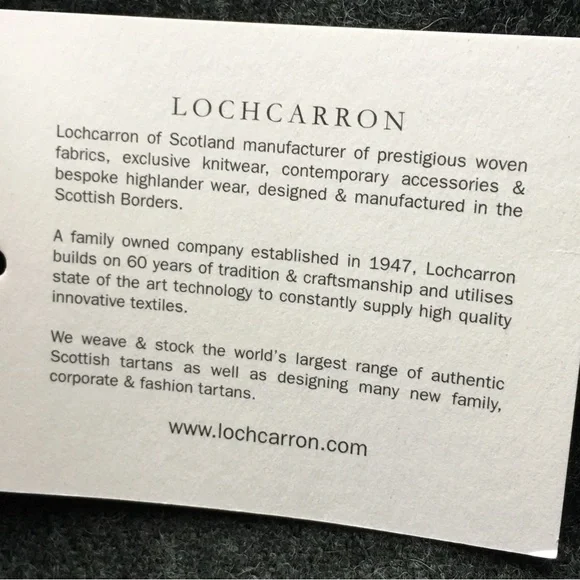 LOCHCARRON
Lochcarron of Scotland manufacturer of prestigious woven
fabrics, exclusive knitwear, contemporary accessories &
bespoke highlander wear, designed & manufactured in the
Scottish Borders.
A family owned company established in 1947, Lochcarron
builds on 60 years of tradition & craftsmanship and utilises
state of the art technology to constantly supply high quality
innovative textiles.
We weave & stock the world's largest range of authentic
Scottish tartans as well as designing many new family,
corporate & fashion tartans.
www.lochcarron.com